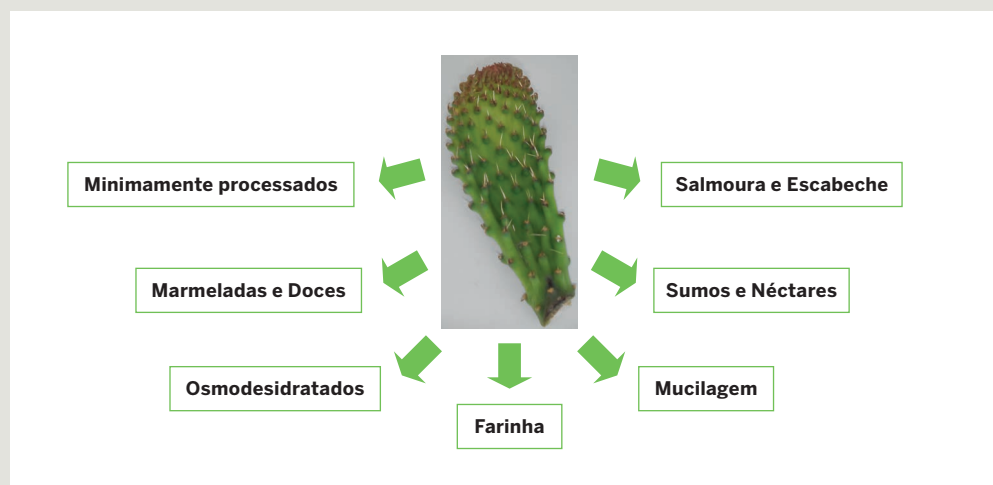 Minimamente processados
Salmoura e Escabeche
Marmeladas e Doces
Sumos e Néctares
Osmodesidratados
Mucilagem
Farinha